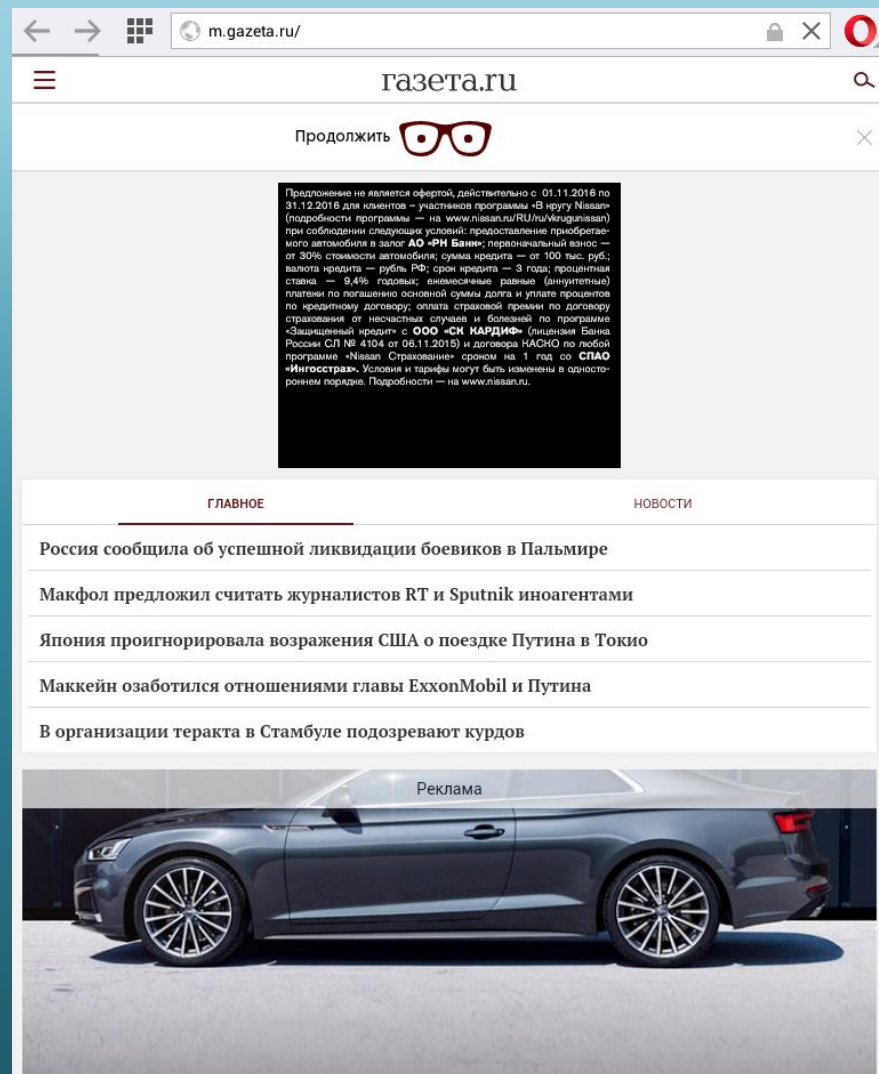 m.gazeta.ru/
газета.ru
Продолжить
Предложение не является офертой, действительно с 01.11.2016 по
31.12.2016 для клиентов – участников программы «В кругу Nissan»
(подробности программы — на www.nissan.ru/RU/ru/vkrugunissan)
при соблюдении следующих условий: предоставление приобретае-
мого автомобиля в залог АО «РН Банк»; первоначальный взнос —
от 30% стоимости автомобиля; сумма кредита — от 100 тыс. руб.;
валюта кредита — рубль РФ; срок кредита — 3 года; процентная
ставка — 9,4% годовых; ежемесячные равные (аннуитетные)
платежи по погашению основной суммы долга и уплате процентов
по кредитному договору; оплата страховой премии по договору
страхования от несчастных случаев и болезней по программе
«Защищенный кредит» с ООО «СК КАРДИФ» (лицензия Банка
России СЛ № 4104 от 06.11.2015) и договора КАСКО по любой
программе «Nissan Страхование» сроком на 1 год со СПАО
«Ингосстрах». Условия и тарифы могут быть изменены в односто-
роннем порядке. Подробности — на www.nissan.ru.
ГЛАВНОЕ
НОВОСТИ
Россия сообщила об успешной ликвидации боевиков в Пальмире
Макфол предложил считать журналистов RT и Sputnik иноагентами
Япония проигнорировала возражения США о поездке Путина в Токио
Маккейн озаботился отношениями главы ExxonMobil и Путина
В организации теракта в Стамбуле подозревают курдов
Реклама